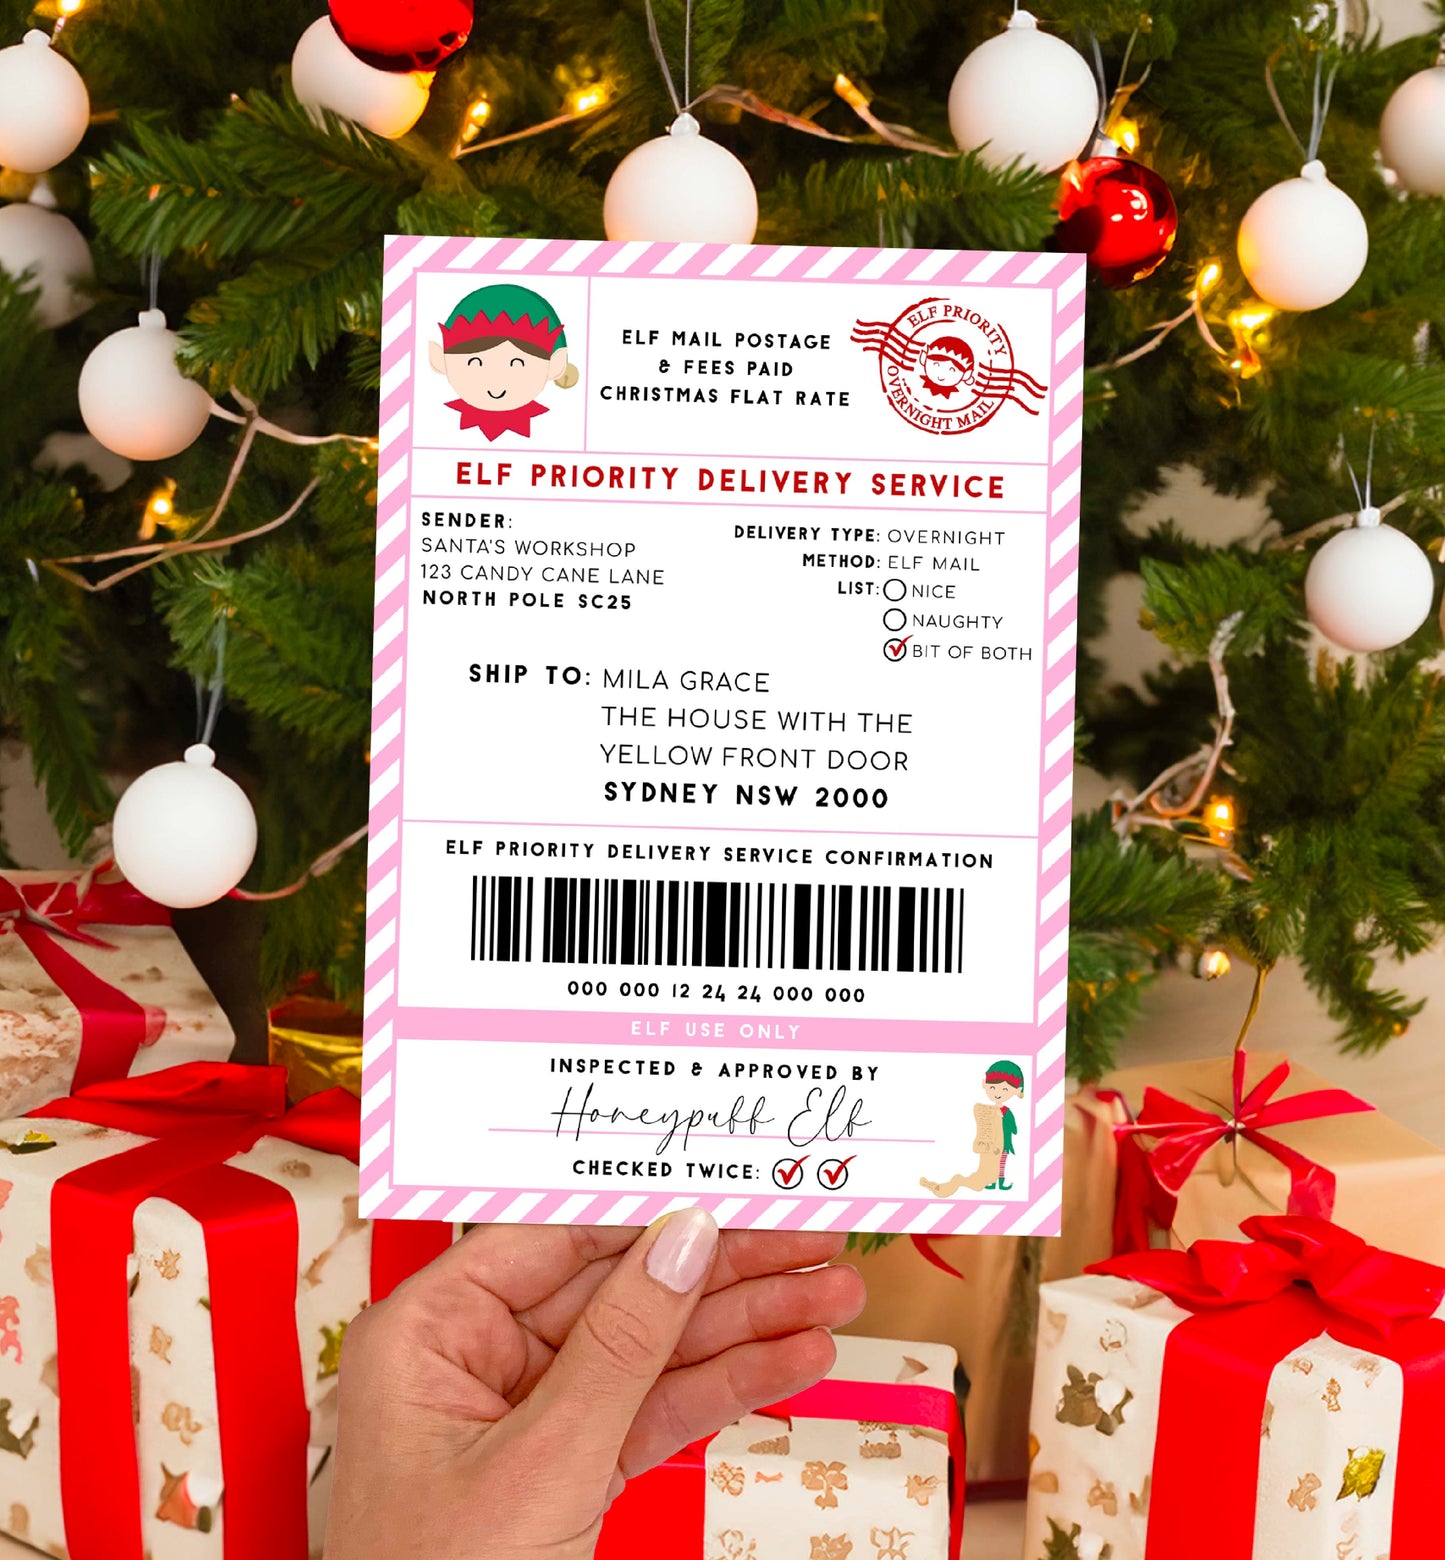 ELF MAIL POSTAGE
& FEES PAID
CHRISTMAS FLAT RATE
ELF PRIORITY
OVERNIGHT MAIL
ELF PRIORITY DELIVERY SERVICE
SENDER:
SANTA'S WORKSHOP
123 CANDY CANE LANE
NORTH POLE SC25
DELIVERY TYPE: OVERNIGHT
METHOD: ELF MAIL
LIST: NICE
NAUGHTY
BIT OF BOTH
SHIP TO: MILA GRACE
THE HOUSE WITH THE
YELLOW FRONT DOOR
SYDNEY NSW 2000
ELF PRIORITY DELIVERY SERVICE CONFIRMATION
000 000 12 24 24 000 000
ELF USE ONLY
INSPECTED & APPROVED BY
Honeypuff Elf
CHECKED TWICE: